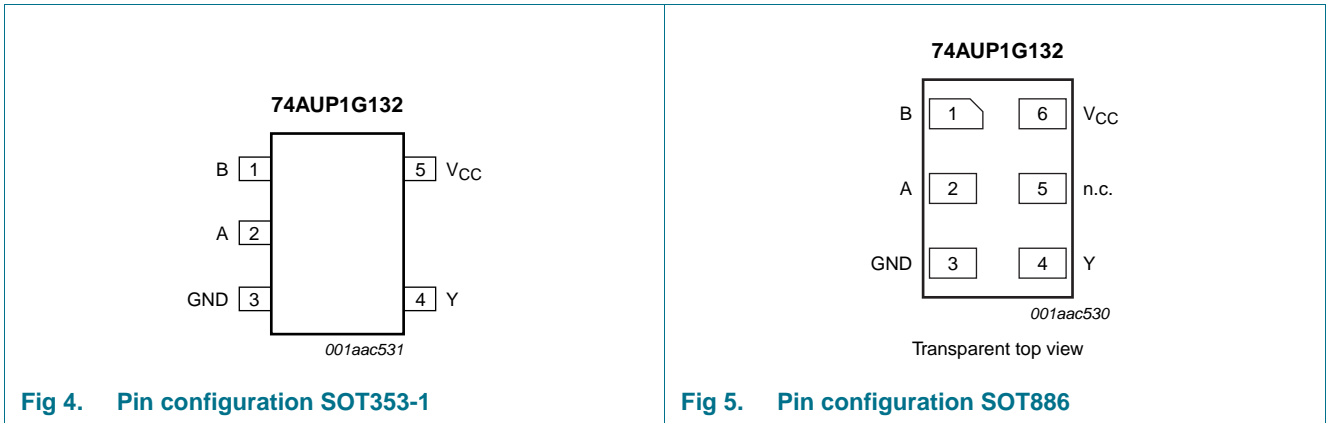 74AUP1G132
B 1 5 VCC
A 2
GND 3 4 Y
001aac531
Fig 4. Pin configuration SOT353-1
74AUP1G132
B 1 6 VCC
A 2 5 n.c.
GND 3 4 Y
001aac530
Transparent top view
Fig 5. Pin configuration SOT886